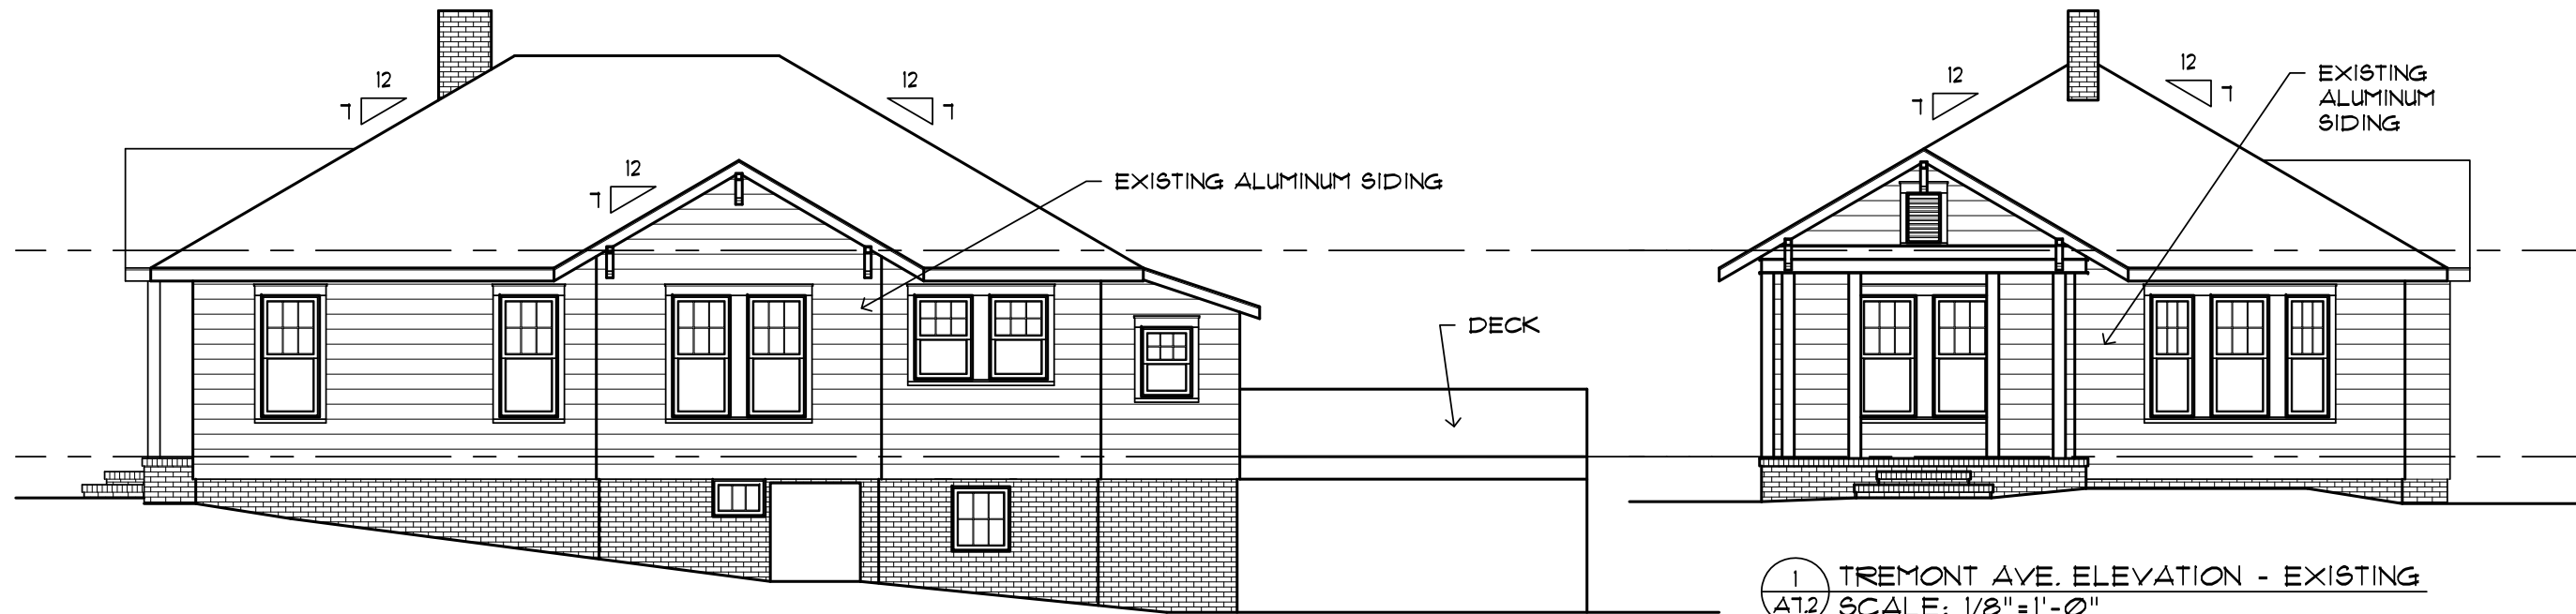 12
7
12
7
12
7
EXISTING ALUMINUM SIDING
DECK
12
7
12
7
EXISTING
ALUMINUM
SIDING
1
A7.2
TREMONT AVE. ELEVATION - EXISTING
SCALE: 1/8"=1'-0"